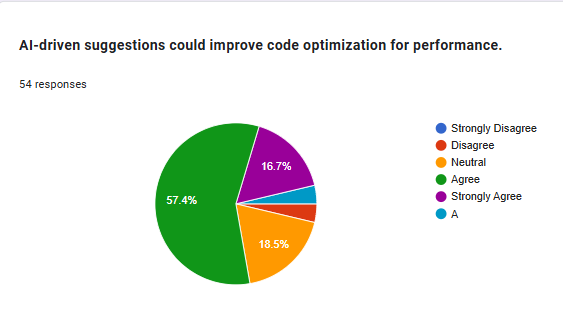 AI-driven suggestions could improve code optimization for performance.
54 responses
Strongly Disagree
Disagree
Neutral
Agree
Strongly Agree
A
16.7%
57.4%
18.5%